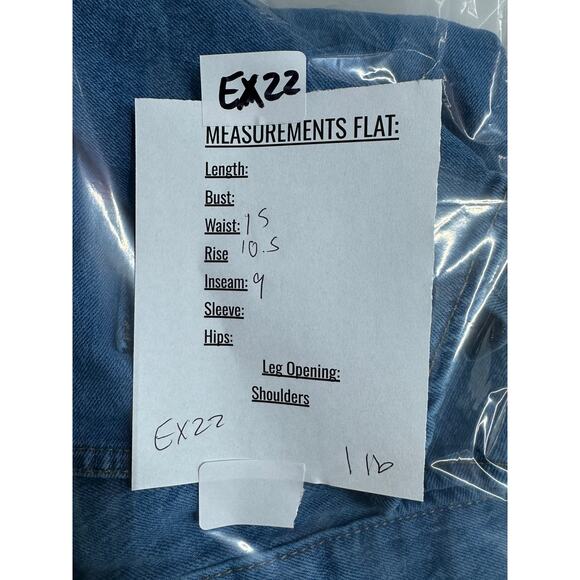 EX22
MEASUREMENTS FLAT:
Length:
Bust:
Waist: 15
Rise 10.5
Inseam: 9
Sleeve:
Hips:
Leg Opening:
Shoulders
EX22
1 lb